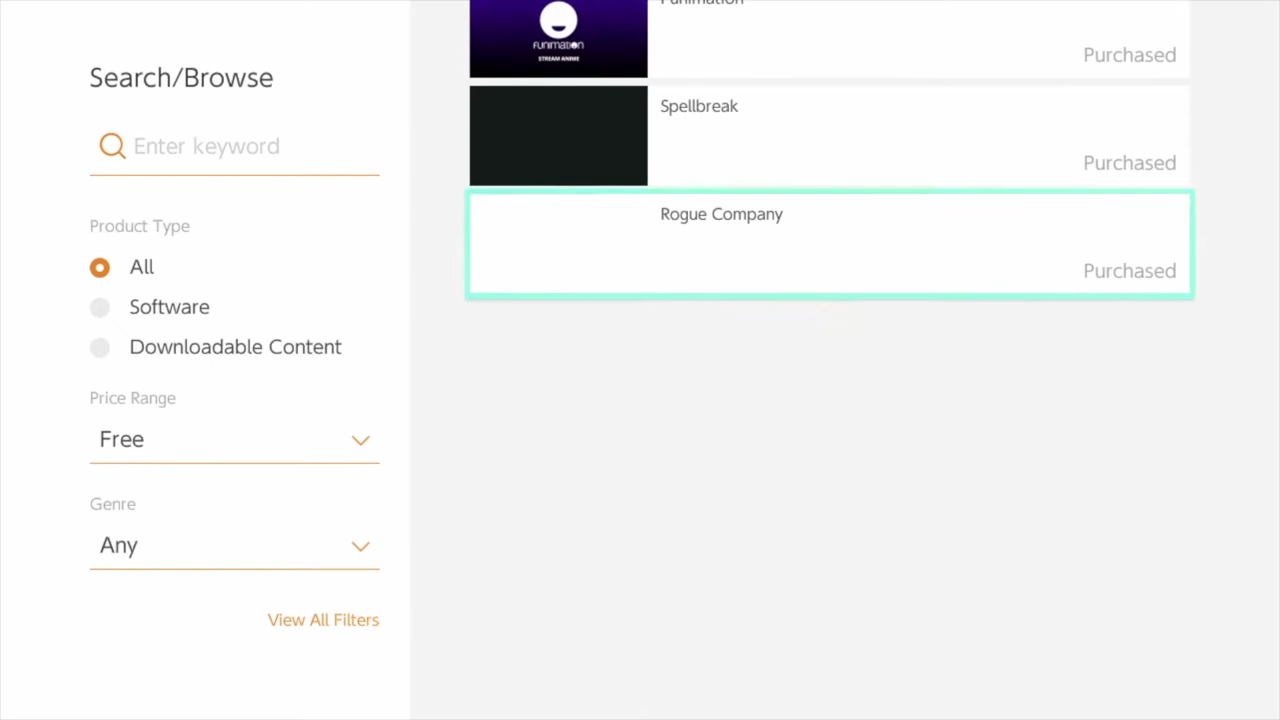 Search/Browse
Enter keyword
Product Type
All
Software
Downloadable Content
Price Range
Free
Genre
Any
View All Filters
Funimation
FUNIMATION
STREAM ANIME
Purchased
Spellbreak
Purchased
Rogue Company
Purchased